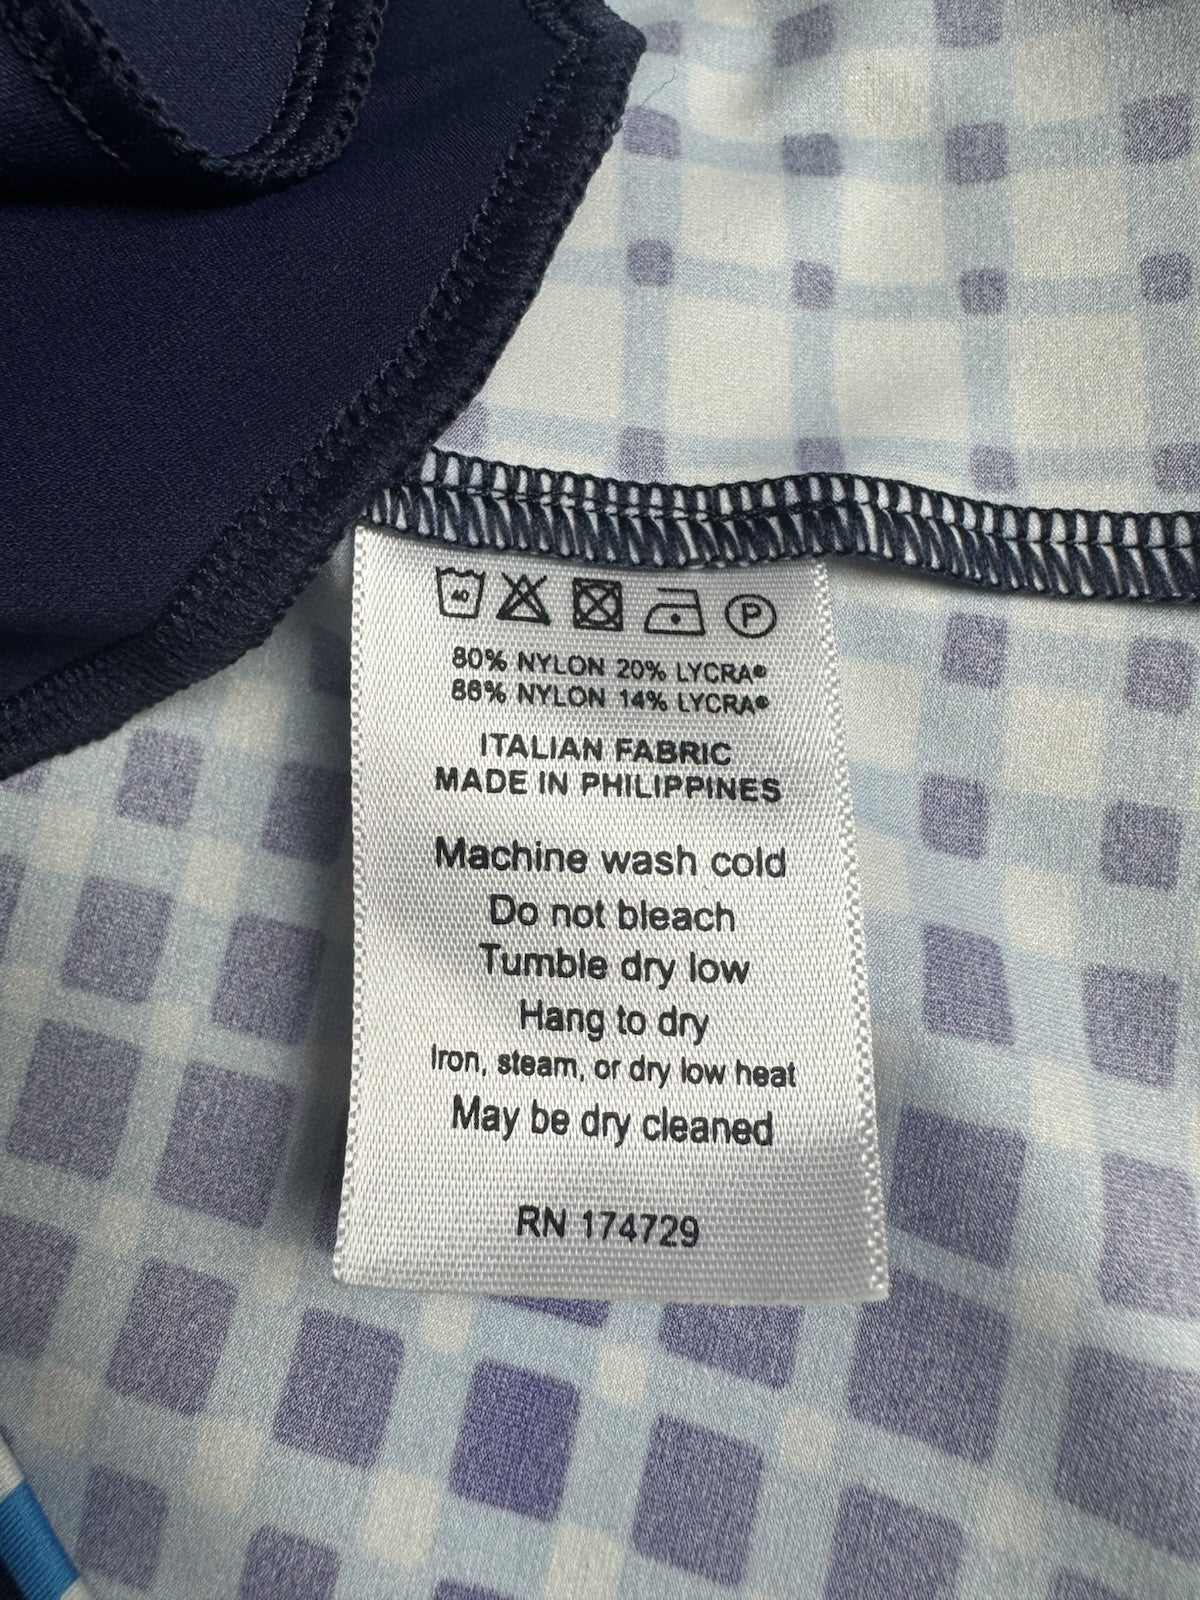 40 P
80% NYLON 20% LYCRA®
86% NYLON 14% LYCRA®
ITALIAN FABRIC
MADE IN PHILIPPINES
Machine wash cold
Do not bleach
Tumble dry low
Hang to dry
Iron, steam, or dry low heat
May be dry cleaned
RN 174729